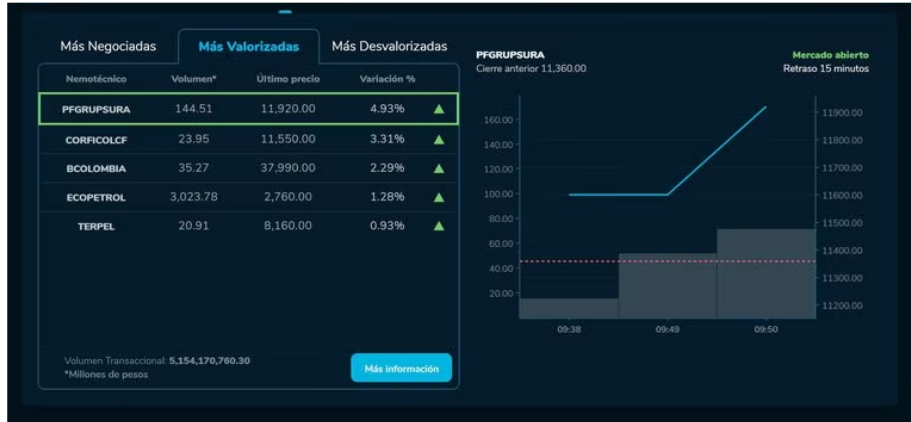 Más Negociadas Más Valorizadas Más Desvalorizadas
Nemotécnico Volumen* Último precio Variación %
PFGRUPSURA 144.51 11,920.00 4.93%
CORFICOLCF 23.95 11,550.00 3.31%
BCOLOMBIA 35.27 37,990.00 2.29%
ECOPETROL 3,023.78 2,760.00 1.28%
TERPEL 20.91 8,160.00 0.93%
Volumen Transaccional: 5,154,170,760.30
*Millones de pesos
Más información
PFGRUPSURA Mercado abierto
Cierre anterior 11,360.00 Retraso 15 minutos
160.00 11900.00
140.00 11800.00
120.00 11700.00
100.00 11600.00
80.00 11500.00
60.00 11400.00
40.00 11300.00
20.00 11200.00
09:38 09:49 09:50